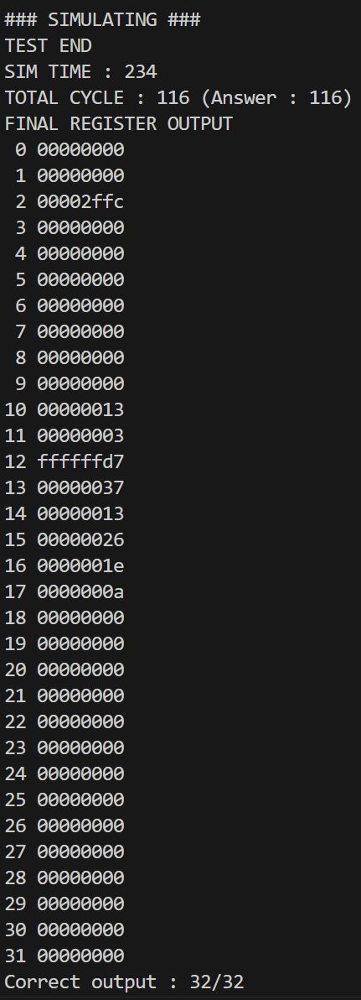 ### SIMULATING ###
TEST END
SIM TIME : 234
TOTAL CYCLE : 116 (Answer : 116)
FINAL REGISTER OUTPUT
 0 00000000
 1 00000000
 2 00002ffc
 3 00000000
 4 00000000
 5 00000000
 6 00000000
 7 00000000
 8 00000000
 9 00000000
10 00000013
11 00000003
12 ffffffd7
13 00000037
14 00000013
15 00000026
16 0000001e
17 0000000a
18 00000000
19 00000000
20 00000000
21 00000000
22 00000000
23 00000000
24 00000000
25 00000000
26 00000000
27 00000000
28 00000000
29 00000000
30 00000000
31 00000000
Correct output : 32/32